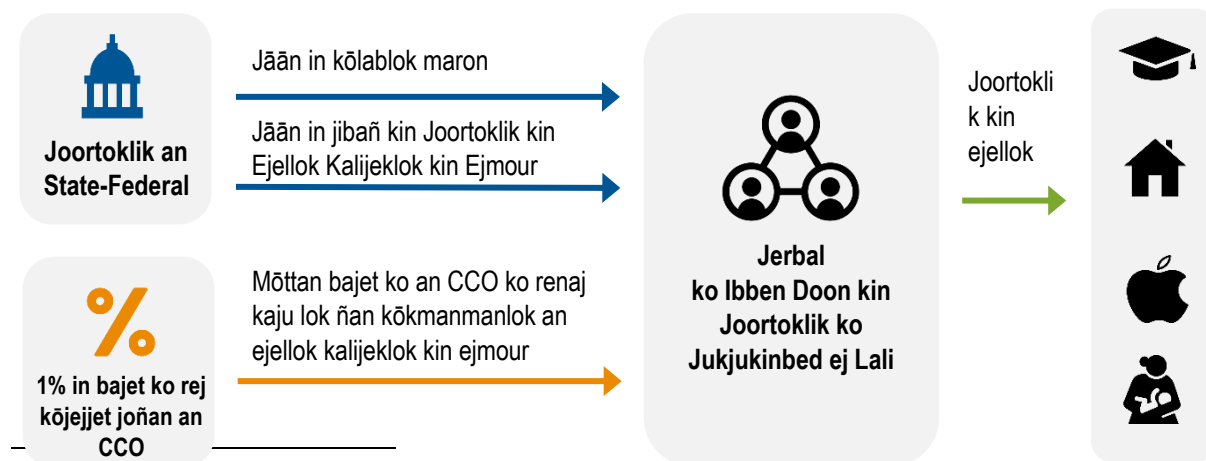 Joortoklik an
State-Federal
Jāān in kōlablok maron
Jāān in jibañ kin Joortoklik kin
Ejellok Kalijeklok kin Ejmour
%
1% in bajet ko rej
kōjejjet joñan an
CCO
Mōttan bajet ko an CCO ko renaj
kaju lok ñan kōkmanmanlok an
ejellok kalijeklok kin ejmour
Jerbal
ko Ibben Doon kin
Joortoklik ko
Jukjukinbed ej Lali
Joortokli
k kin
ejellok